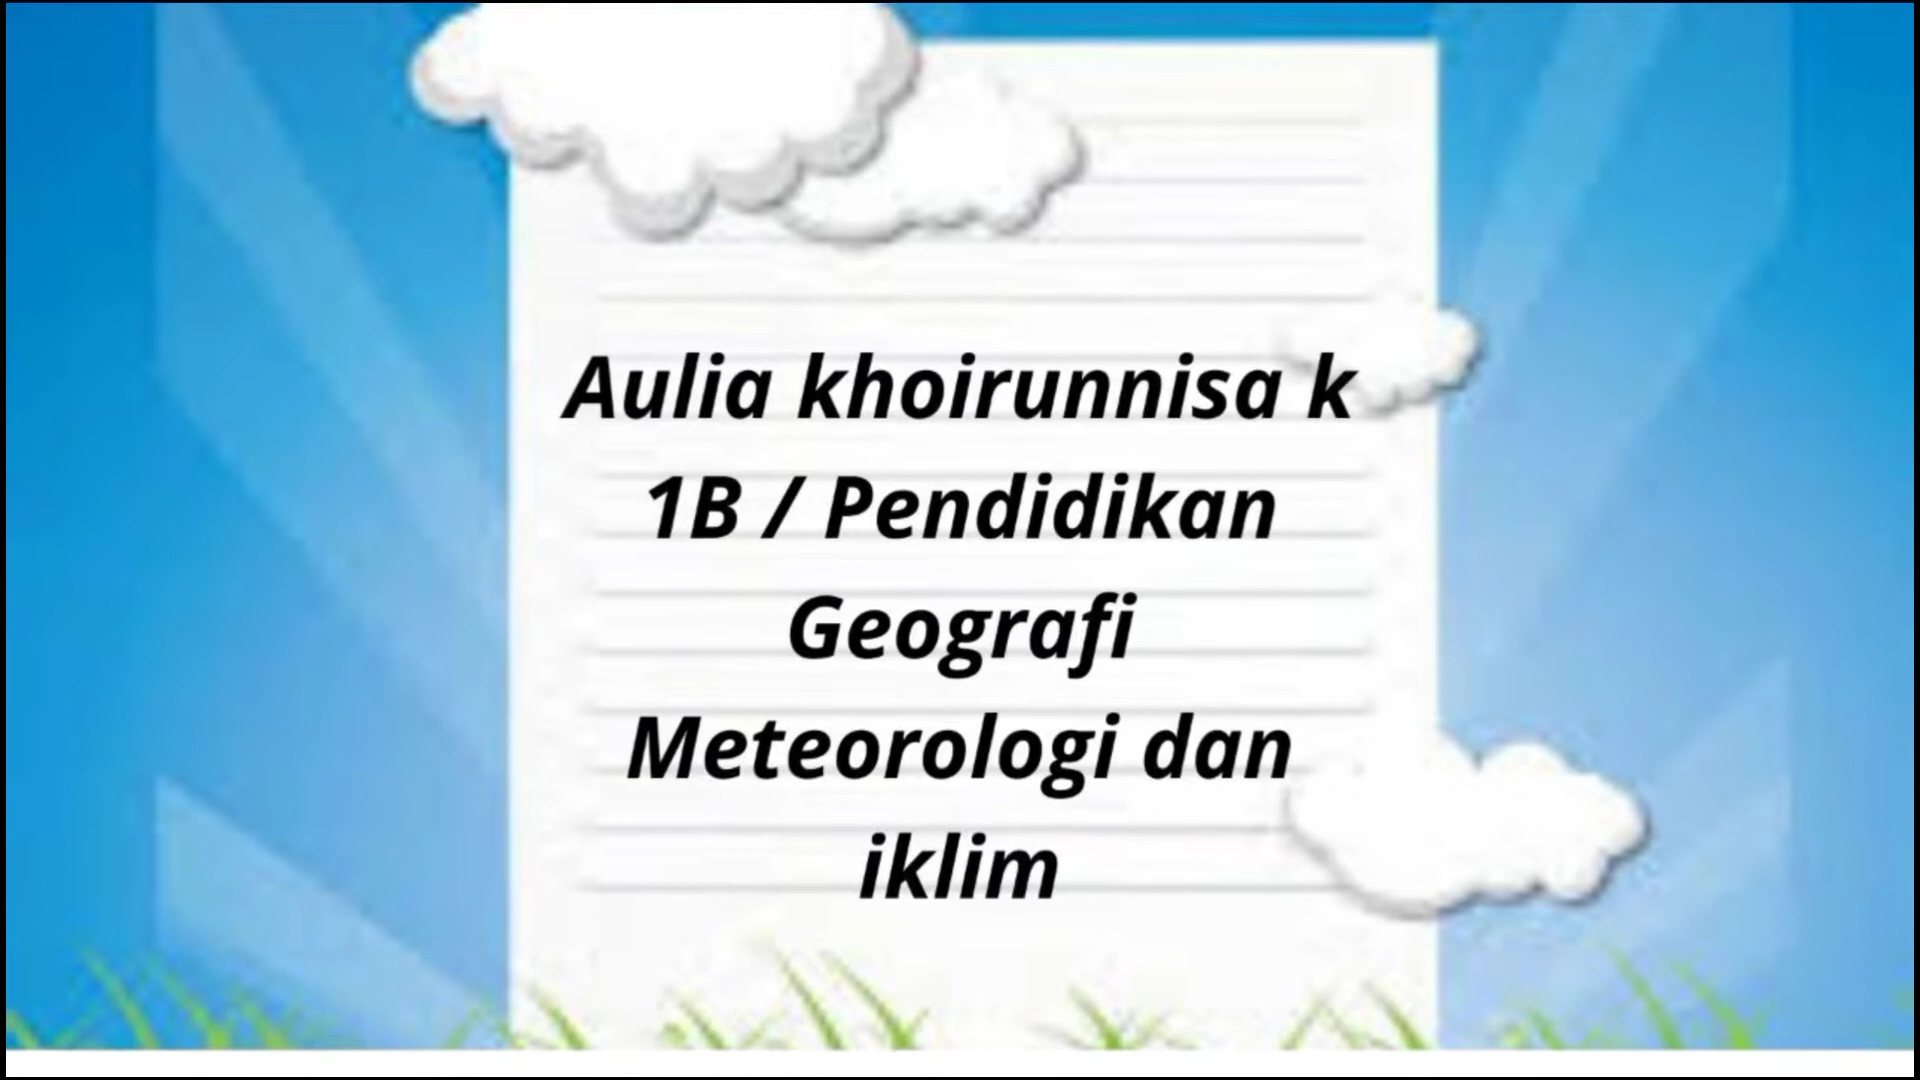 Aulia khoirunnisa k
1B / Pendidikan
Geografi
Meteorologi dan
iklim